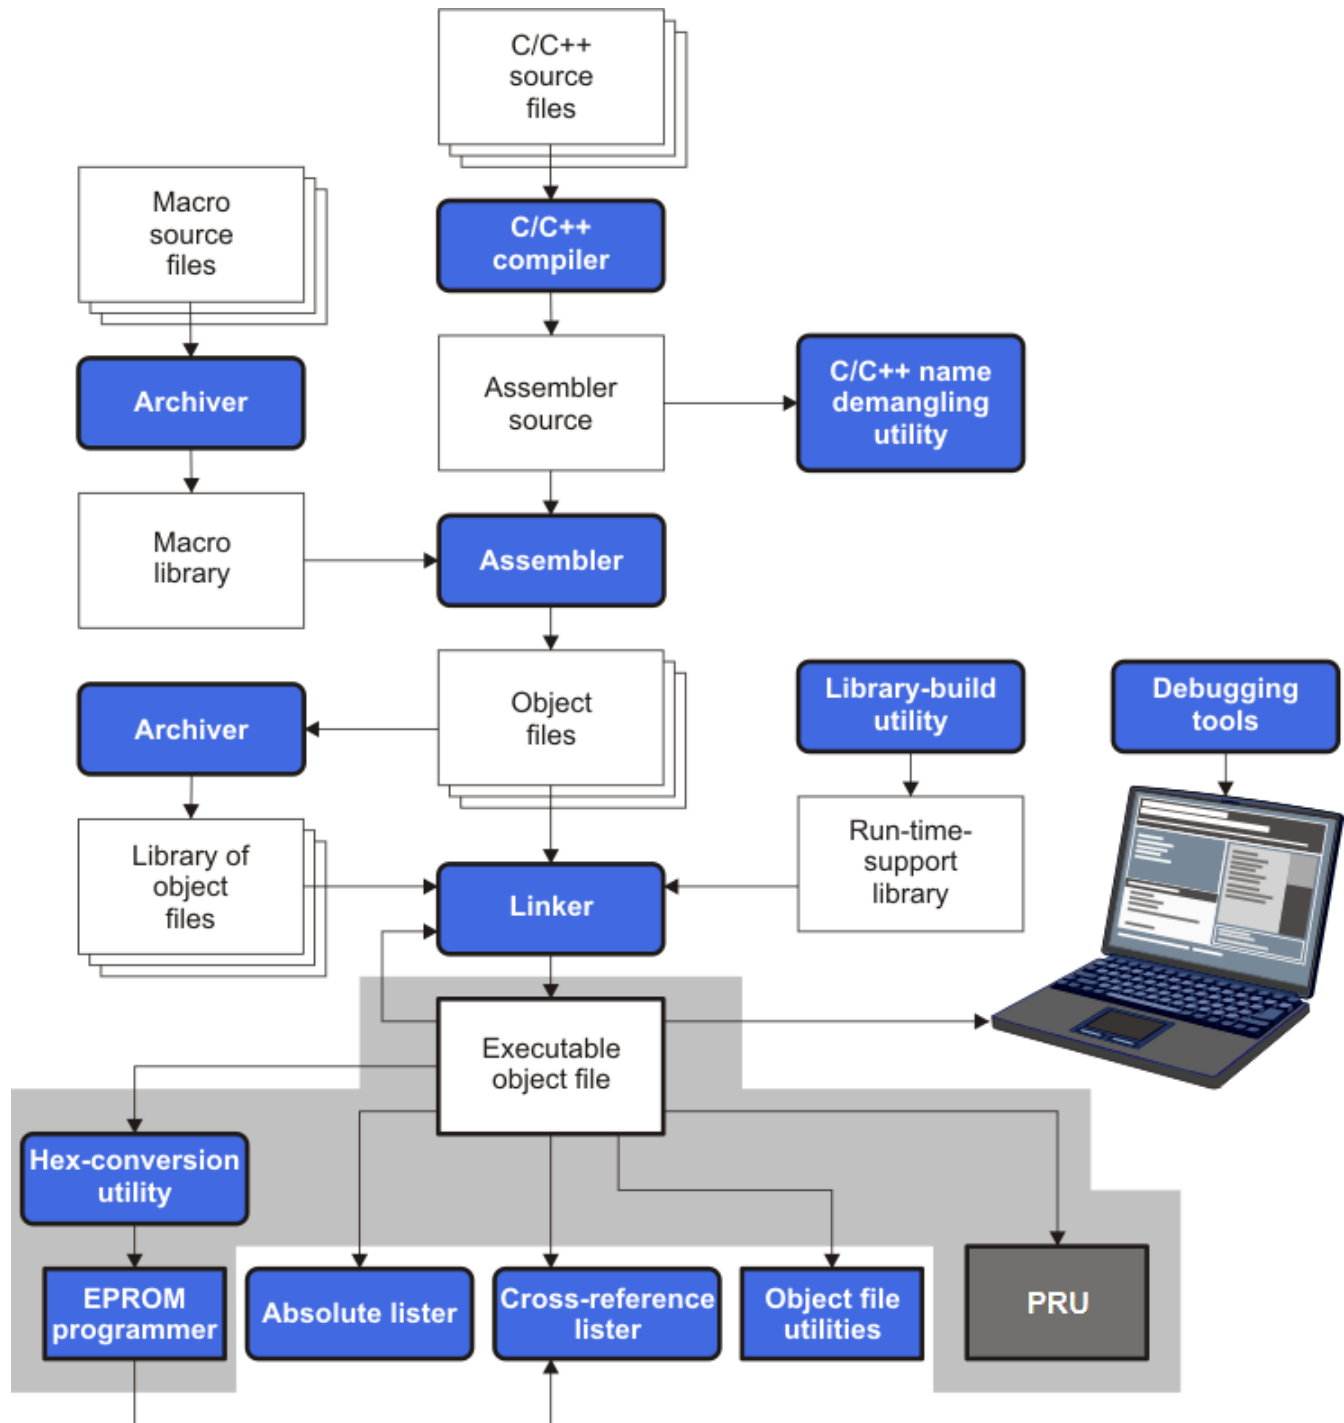 C/C++
source
files
Macro
source
files
C/C++
compiler
Archiver
Assembler
source
C/C++ name
demangling
utility
Macro
library
Assembler
Archiver
Object
files
Library-build
utility
Debugging
tools
Library of
object
files
Linker
Run-time-
support
library
Executable
object file
Hex-conversion
utility
EPROM
programmer
Absolute lister
Cross-reference
lister
Object file
utilities
PRU